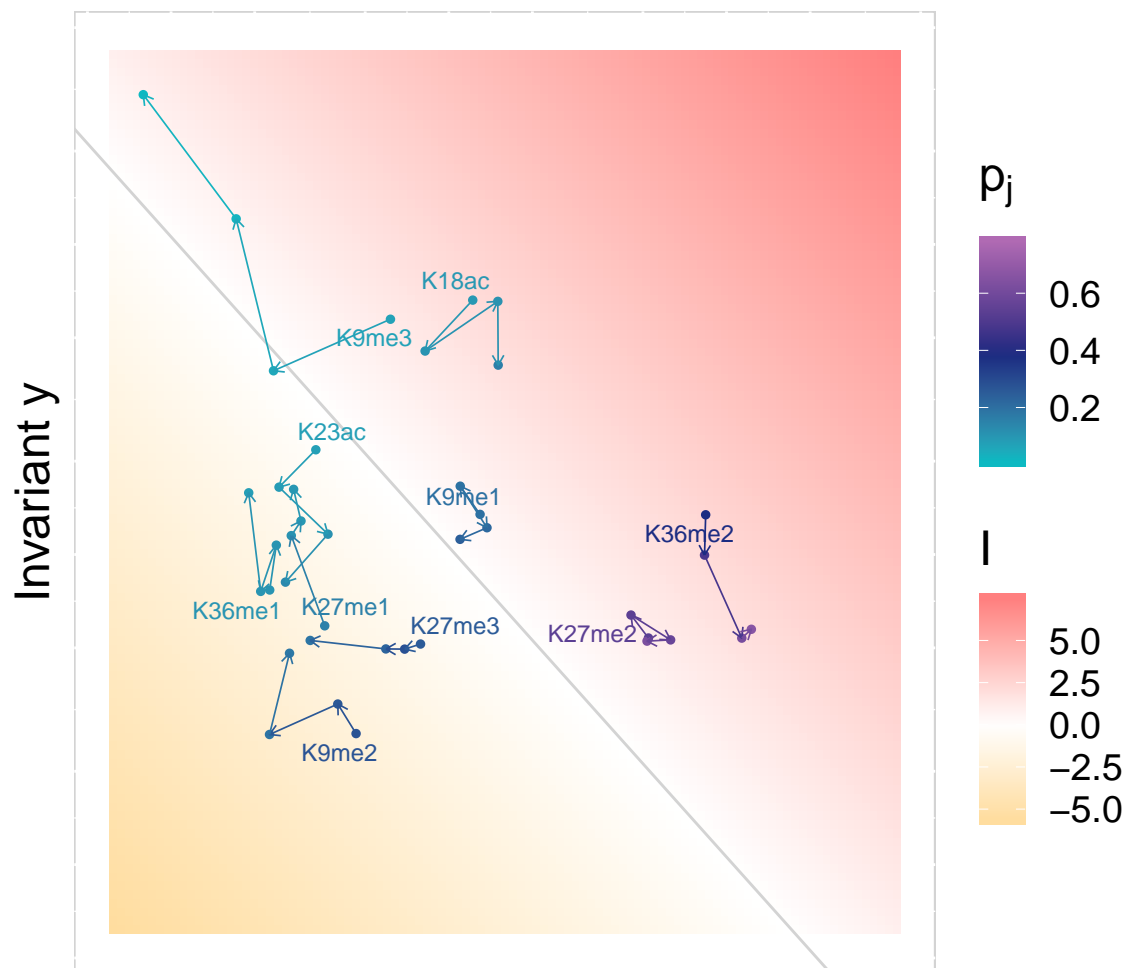 Invariant y
K18ac
K9me3
K23ac
K9me1
K36me2
K36me1
K27me1
K27me3
K27me2
K9me2
pj
0.6
0.4
0.2
I
5.0
2.5
0.0
−2.5
−5.0